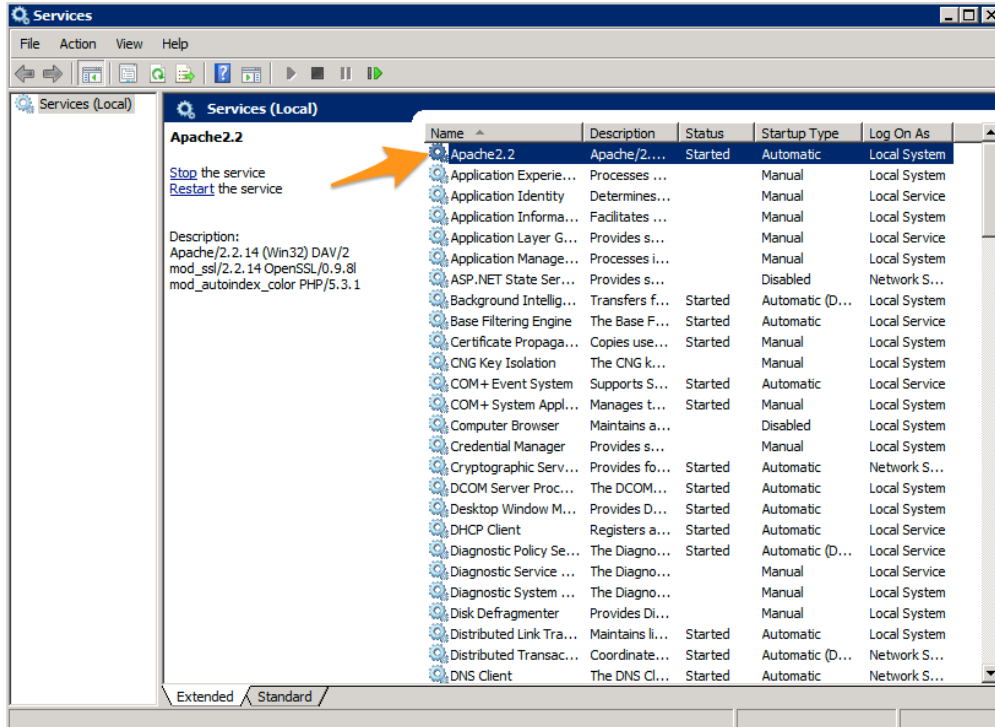 Services
File Action View Help
Services (Local)
Services (Local)
Apache2.2
Stop the service
Restart the service
Description:
Apache/2.2.14 (Win32) DAV/2
mod_ssl/2.2.14 OpenSSL/0.9.8l
mod_autoindex_color PHP/5.3.1
Name Description Status Startup Type Log On As
Apache2.2 Apache/2.... Started Automatic Local System
Application Experie... Processes ... Manual Local System
Application Identity Determines... Manual Local Service
Application Informa... Facilitates ... Manual Local System
Application Layer G... Provides s... Manual Local Service
Application Manage... Processes i... Manual Local System
ASP.NET State Ser... Provides s... Disabled Network S...
Background Intellig... Transfers f... Started Automatic (D... Local System
Base Filtering Engine The Base F... Started Automatic Local Service
Certificate Propaga... Copies use... Started Manual Local System
CNG Key Isolation The CNG k... Manual Local System
COM+ Event System Supports S... Started Automatic Local Service
COM+ System Appl... Manages t... Started Manual Local System
Computer Browser Maintains a... Disabled Local System
Credential Manager Provides s... Manual Local System
Cryptographic Serv... Provides fo... Started Automatic Network S...
DCOM Server Proc... The DCOM... Started Automatic Local System
Desktop Window M... Provides D... Started Automatic Local System
DHCP Client Registers a... Started Automatic Local Service
Diagnostic Policy Se... The Diagno... Started Automatic (D... Local Service
Diagnostic Service ... The Diagno... Manual Local Service
Diagnostic System ... The Diagno... Manual Local System
Disk Defragmenter Provides Di... Manual Local System
Distributed Link Tra... Maintains li... Started Automatic Local System
Distributed Transac... Coordinate... Started Automatic (D... Network S...
DNS Client The DNS Cl... Started Automatic Network S...
Extended Standard